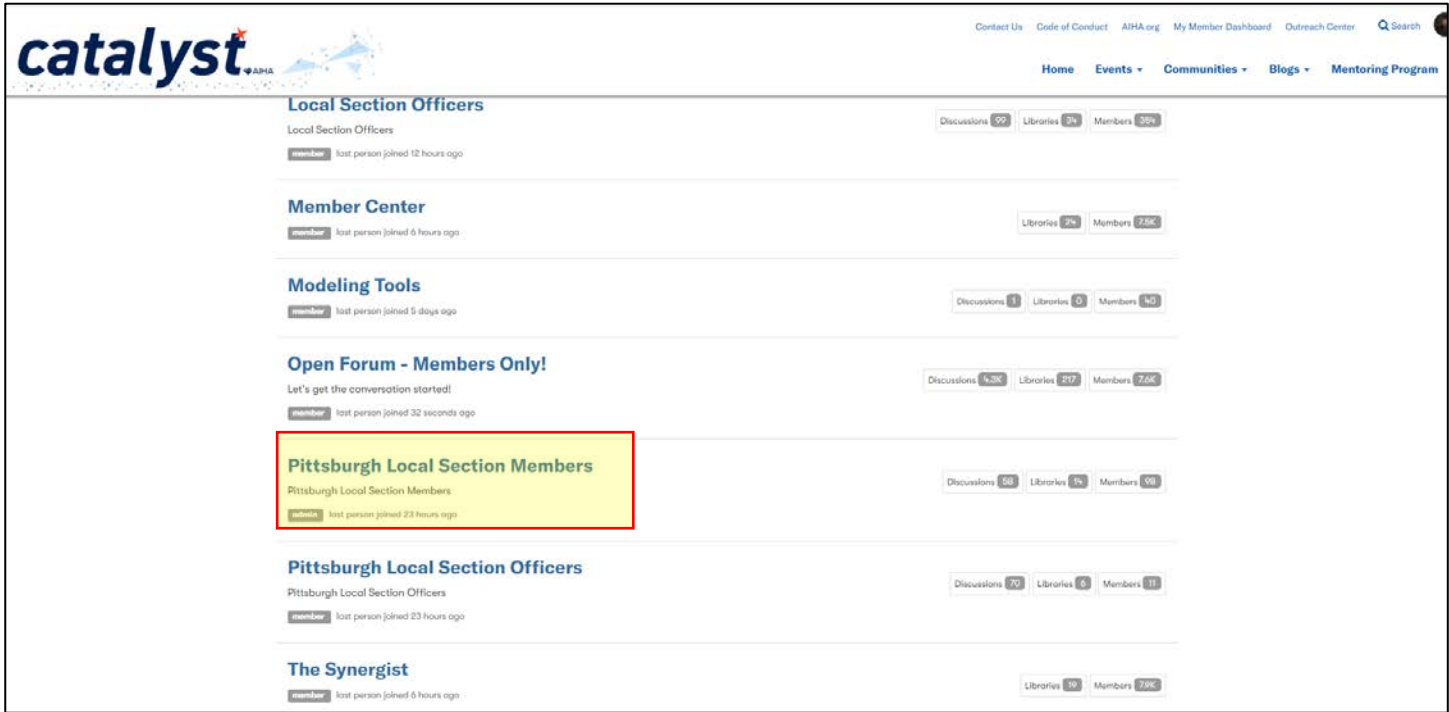 Contact Us Code of Conduct AIHA.org My Member Dashboard Outreach Center Search
catalyst AIHA
Home Events Communities Blogs Mentoring Program
Local Section Officers
Local Section Officers
Discussions 99 Libraries 34 Members 354
member last person joined 12 hours ago
Member Center
Libraries 24 Members 7.5K
member last person joined 6 hours ago
Modeling Tools
Discussions 1 Libraries 0 Members 40
member last person joined 5 days ago
Open Forum - Members Only!
Let's get the conversation started!
Discussions 4.3K Libraries 217 Members 7.6K
member last person joined 32 seconds ago
Pittsburgh Local Section Members
Pittsburgh Local Section Members
Discussions 58 Libraries 14 Members 98
admin last person joined 23 hours ago
Pittsburgh Local Section Officers
Pittsburgh Local Section Officers
Discussions 70 Libraries 6 Members 11
member last person joined 23 hours ago
The Synergist
Libraries 19 Members 7.9K
member last person joined 6 hours ago